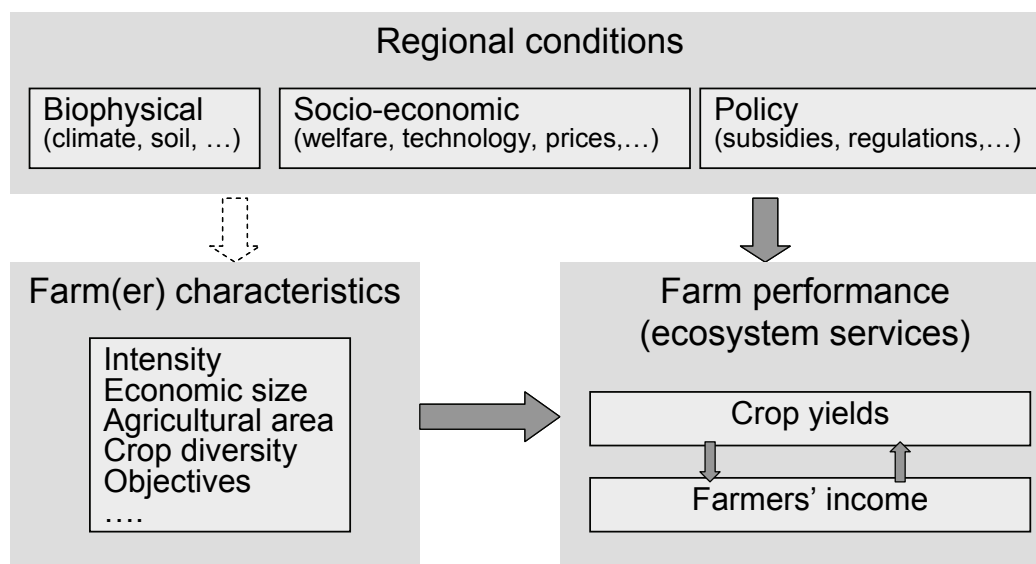 Regional conditions
Biophysical
(climate, soil, …)
Socio-economic
(welfare, technology, prices,…)
Policy
(subsidies, regulations,…)
Farm(er) characteristics
Intensity
Economic size
Agricultural area
Crop diversity
Objectives
….
Farm performance
(ecosystem services)
Crop yields
Farmers’ income